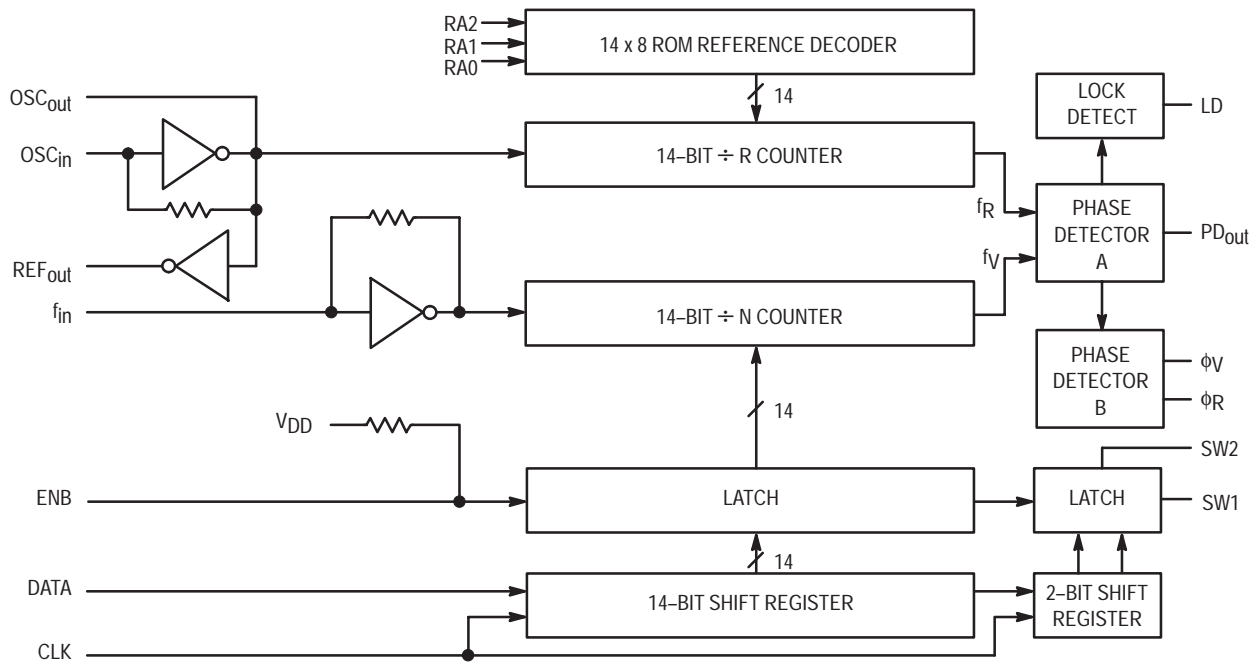 RA2
RA1
RA0
14 x 8 ROM REFERENCE DECODER
14
OSCout
OSCin
REFout
fin
14–BIT ÷ R COUNTER
fR
fV
14–BIT ÷ N COUNTER
LOCK
DETECT
LD
PHASE
DETECTOR
A
PDout
PHASE
DETECTOR
B
ϕV
ϕR
14
VDD
ENB
LATCH
LATCH
SW2
SW1
14
DATA
14–BIT SHIFT REGISTER
2–BIT SHIFT
REGISTER
CLK